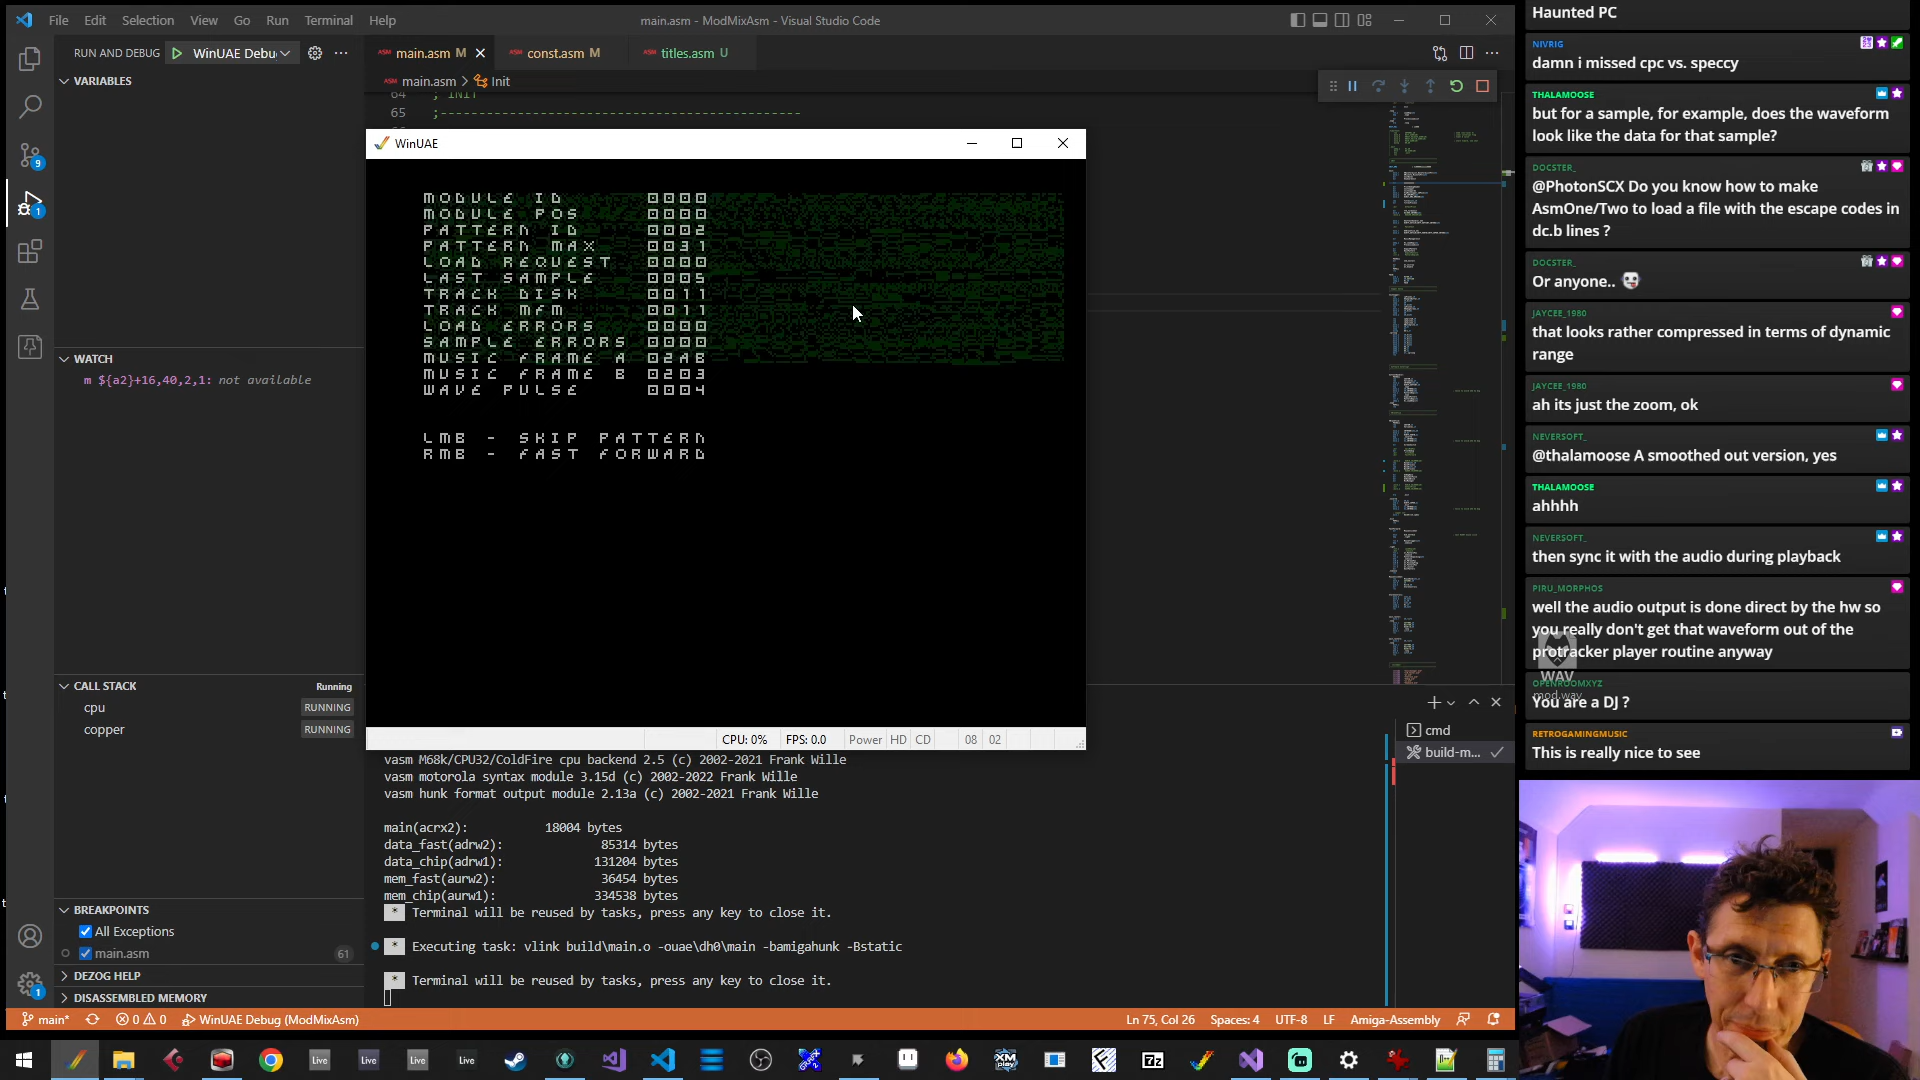 File Edit Selection View Go Run Terminal Help
main.asm - ModMixAsm - Visual Studio Code
RUN AND DEBUG
WinUAE Debu
main.asm M
const.asm M
titles.asm U
main.asm > Init
VARIABLES
64 ; INIT
65 ;---------------------------------------------
WinUAE
MODULE ID 0000
MODULE POS 0000
PATTERN ID 0002
PATTERN MAX 0031
LOAD REQUEST 0000
LAST SAMPLE 0005
TRACK DISK 0011
TRACK MFM 0011
LOAD ERRORS 0000
SAMPLE ERRORS 0000
MUSIC FRAME A 02AB
MUSIC FRAME B 0203
WAVE PULSE 0004
LMB - SKIP PATTERN
RMB - FAST FORWARD
CPU: 0% FPS: 0.0 Power HD CD 08 02
WATCH
m ${a2}+16,40,2,1: not available
CALL STACK Running
cpu RUNNING
copper RUNNING
BREAKPOINTS
All Exceptions
main.asm 61
DEZOG HELP
DISASSEMBLED MEMORY
vasm M68k/CPU32/ColdFire cpu backend 2.5 (c) 2002-2021 Frank Wille
vasm motorola syntax module 3.15d (c) 2002-2022 Frank Wille
vasm hunk format output module 2.13a (c) 2002-2021 Frank Wille
main(acrx2): 18004 bytes
data_fast(adrw2): 85314 bytes
data_chip(adrw1): 131204 bytes
mem_fast(aurw2): 36454 bytes
mem_chip(aurw1): 334538 bytes
* Terminal will be reused by tasks, press any key to close it.
* Executing task: vlink build\main.o -ouae\dh0\main -bamigahunk -Bstatic
* Terminal will be reused by tasks, press any key to close it.
cmd
build-m...
main* 0 0 WinUAE Debug (ModMixAsm)
Ln 75, Col 26 Spaces: 4 UTF-8 LF Amiga-Assembly
Haunted PC
NIVRIG
damn i missed cpc vs. speccy
THALAMOOSE
but for a sample, for example, does the waveform
look like the data for that sample?
DOCSTER_
@PhotonSCX Do you know how to make
AsmOne/Two to load a file with the escape codes in
dc.b lines ?
DOCSTER_
Or anyone..
JAYCEE_1980
that looks rather compressed in terms of dynamic
range
JAYCEE_1980
ah its just the zoom, ok
NEVERSOFT_
@thalamoose A smoothed out version, yes
THALAMOOSE
ahhhh
NEVERSOFT_
then sync it with the audio during playback
PIRU_MORPHOS
well the audio output is done direct by the hw so
you really don't get that waveform out of the
protracker player routine anyway
WAV
mod.wav
OPENROOMXYZ
You are a DJ ?
RETROGAMINGMUSIC
This is really nice to see
Live Live Live Live
XM
PLAY
7z